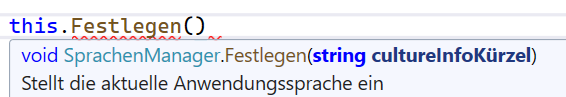 this.Festlegen()
void SprachenManager.Festlegen(string cultureInfoKürzel)
Stellt die aktuelle Anwendungssprache ein